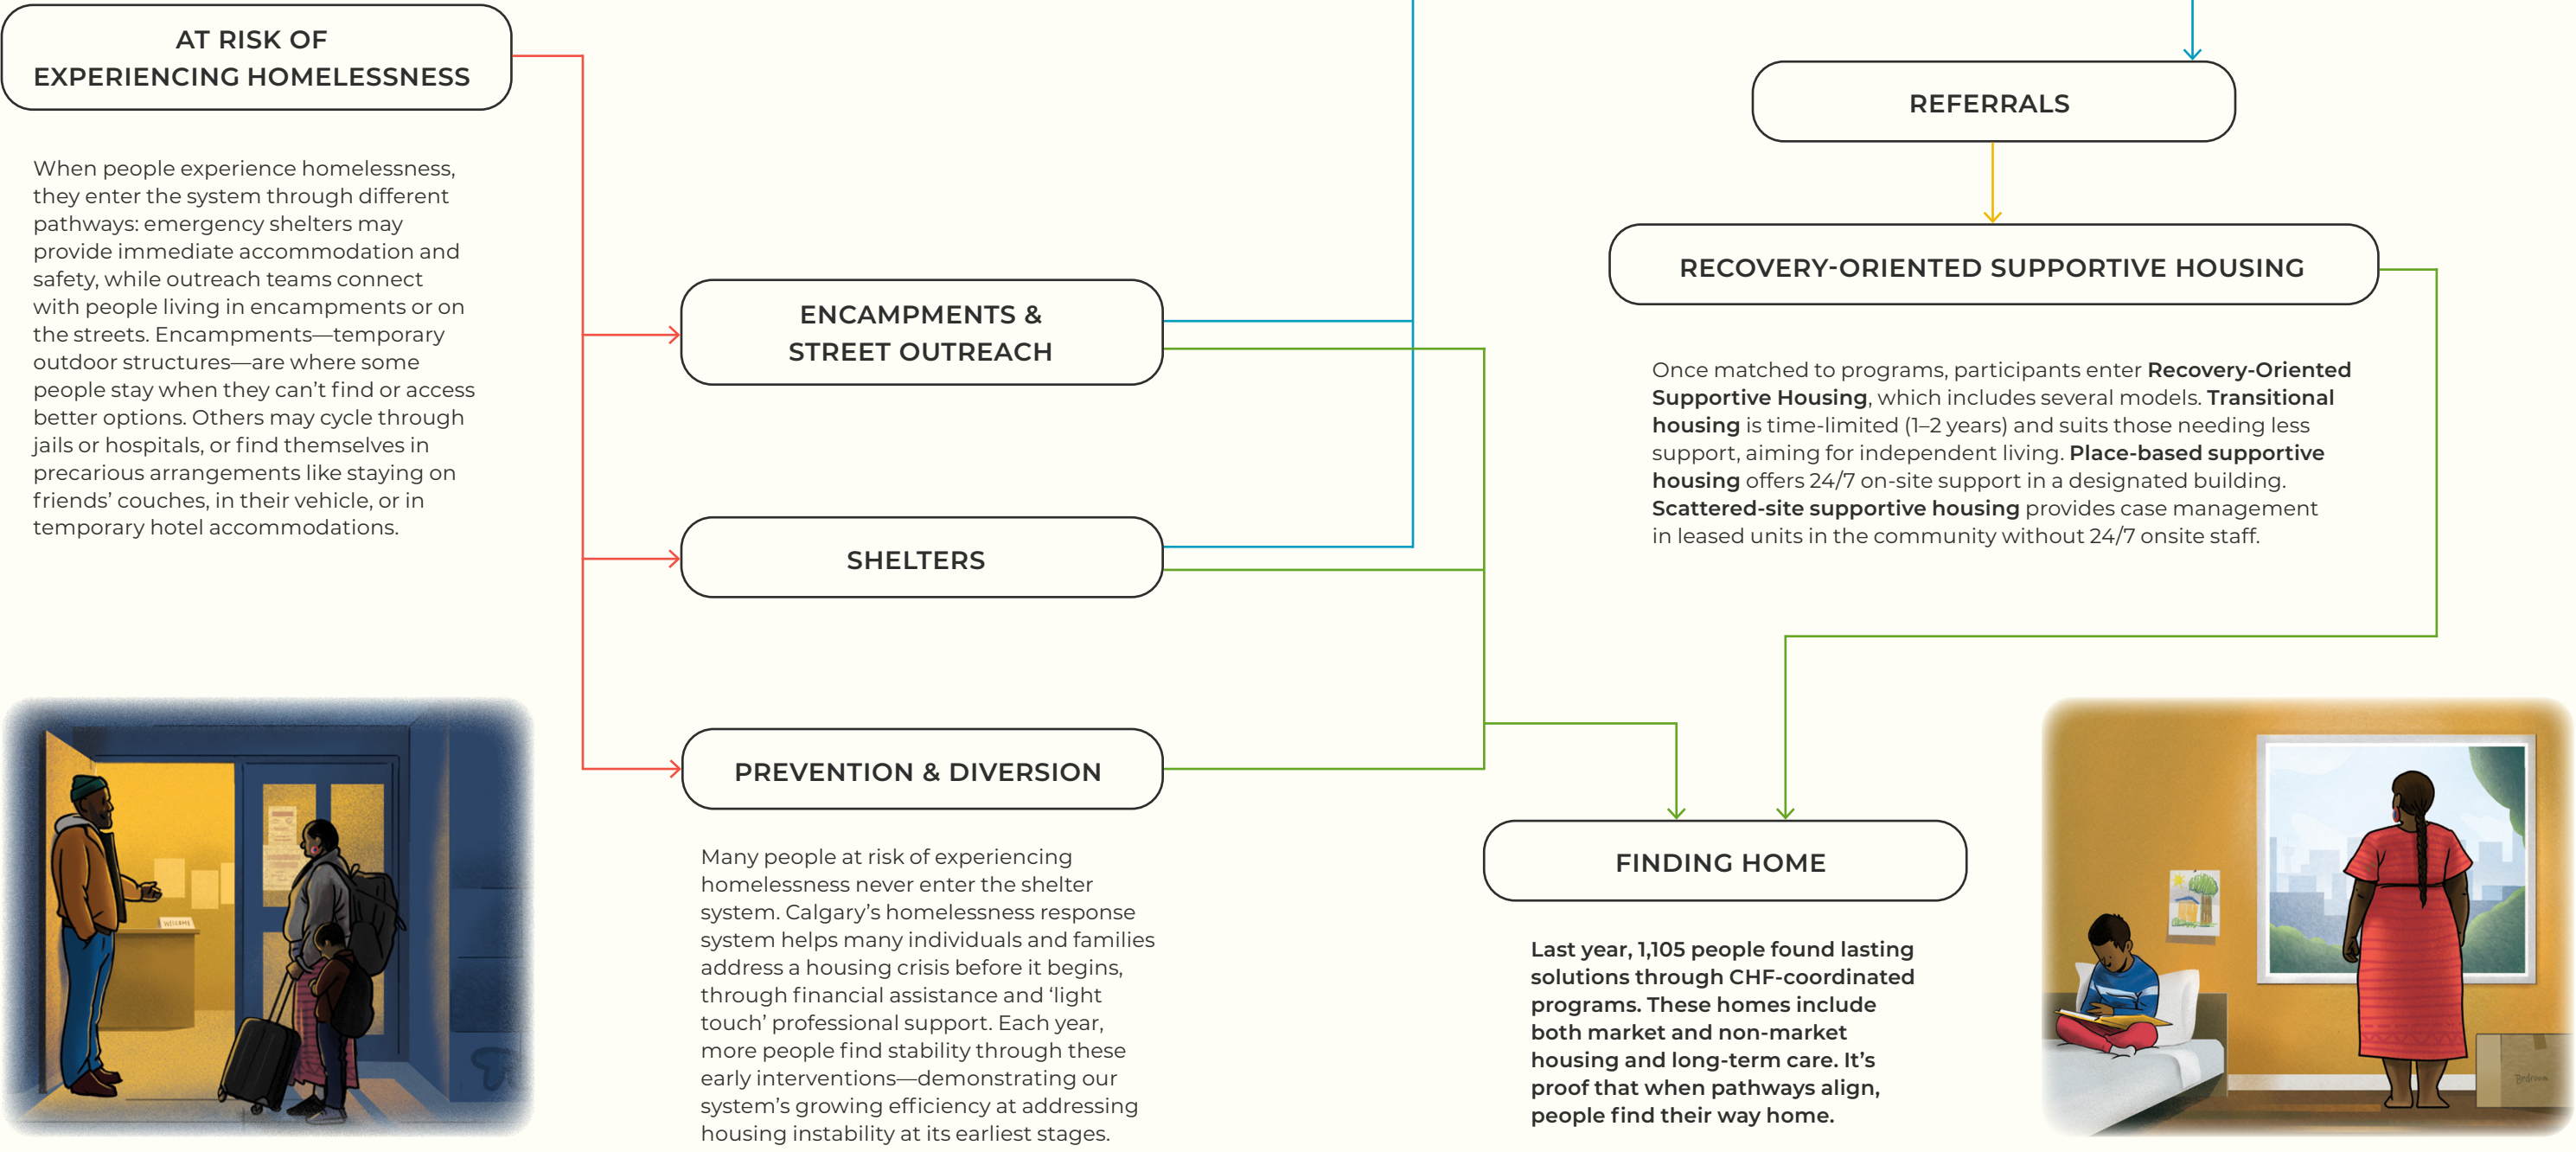 AT RISK OF
EXPERIENCING HOMELESSNESS
When people experience homelessness,
they enter the system through different
pathways: emergency shelters may
provide immediate accommodation and
safety, while outreach teams connect
with people living in encampments or on
the streets. Encampments—temporary
outdoor structures—are where some
people stay when they can’t find or access
better options. Others may cycle through
jails or hospitals, or find themselves in
precarious arrangements like staying on
friends’ couches, in their vehicle, or in
temporary hotel accommodations.
WELCOME
ENCAMPMENTS &
STREET OUTREACH
SHELTERS
PREVENTION & DIVERSION
Many people at risk of experiencing
homelessness never enter the shelter
system. Calgary’s homelessness response
system helps many individuals and families
address a housing crisis before it begins,
through financial assistance and ‘light
touch’ professional support. Each year,
more people find stability through these
early interventions—demonstrating our
system’s growing efficiency at addressing
housing instability at its earliest stages.
REFERRALS
RECOVERY-ORIENTED SUPPORTIVE HOUSING
Once matched to programs, participants enter Recovery-Oriented
Supportive Housing, which includes several models. Transitional
housing is time-limited (1–2 years) and suits those needing less
support, aiming for independent living. Place-based supportive
housing offers 24/7 on-site support in a designated building.
Scattered-site supportive housing provides case management
in leased units in the community without 24/7 onsite staff.
FINDING HOME
Last year, 1,105 people found lasting
solutions through CHF-coordinated
programs. These homes include
both market and non-market
housing and long-term care. It’s
proof that when pathways align,
people find their way home.
Bedroom